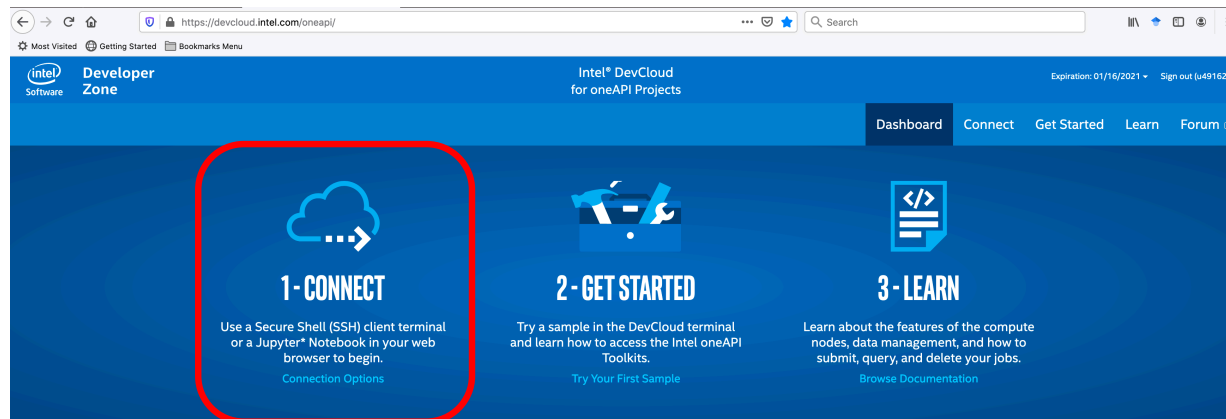 https://devcloud.intel.com/oneapi/
Search
Most Visited Getting Started Bookmarks Menu
intel Software
Developer Zone
Intel® DevCloud
for oneAPI Projects
Expiration: 01/16/2021 Sign out (u49162
Dashboard Connect Get Started Learn Forum
1 - CONNECT
Use a Secure Shell (SSH) client terminal
or a Jupyter* Notebook in your web
browser to begin.
Connection Options
2 - GET STARTED
Try a sample in the DevCloud terminal
and learn how to access the Intel oneAPI
Toolkits.
Try Your First Sample
</>
3 - LEARN
Learn about the features of the compute
nodes, data management, and how to
submit, query, and delete your jobs.
Browse Documentation